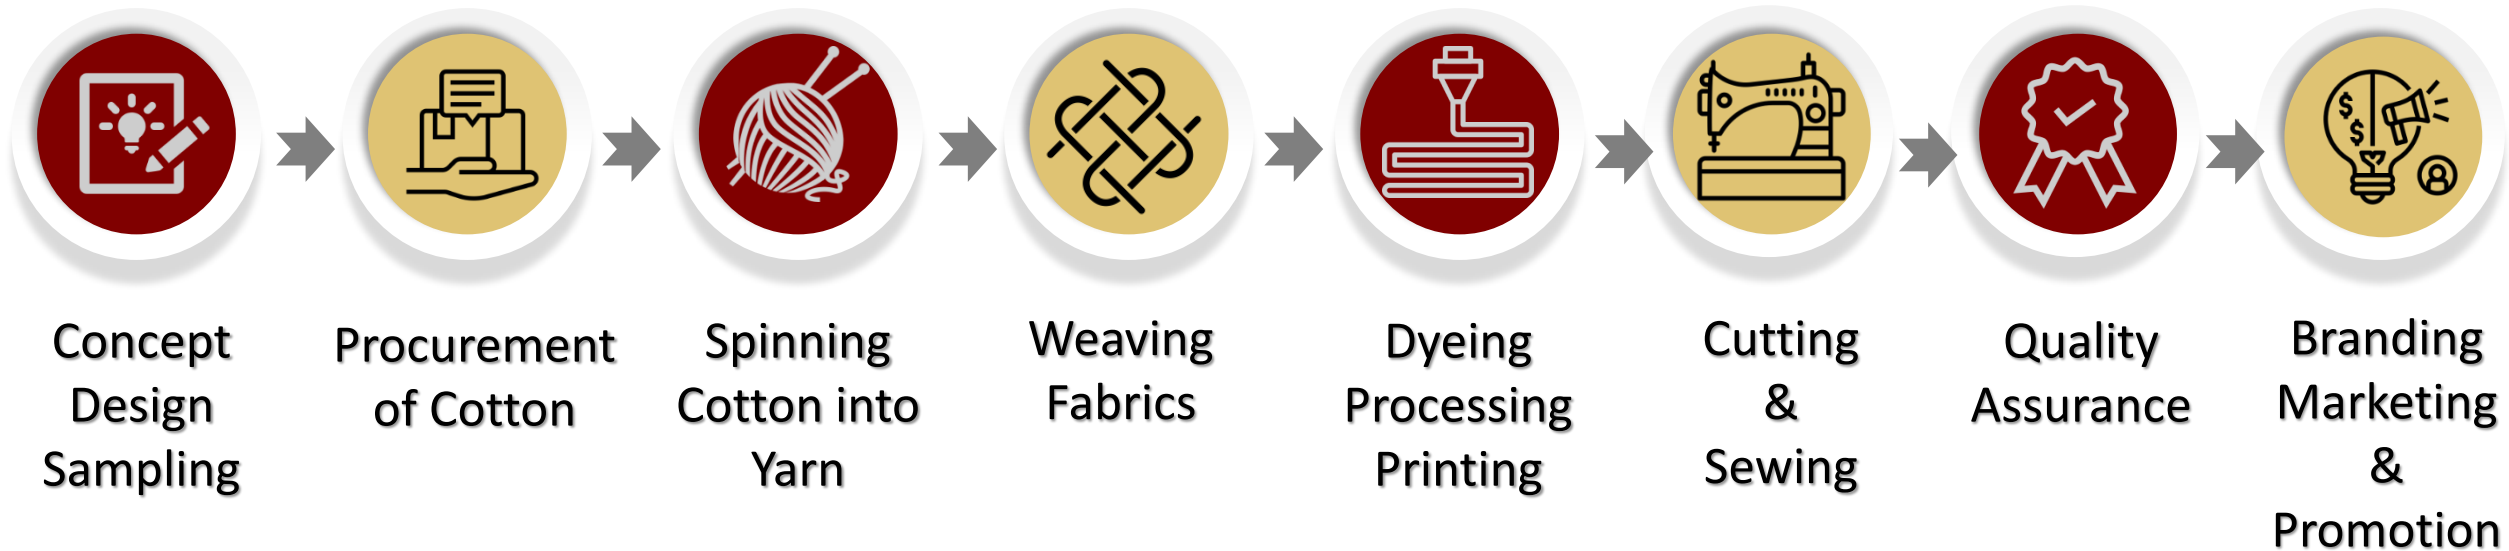 Concept
Design
Sampling
Procurement
of Cotton
Spinning
Cotton into
Yarn
Weaving
Fabrics
Dyeing
Processing
Printing
Cutting
&
Sewing
Quality
Assurance
Branding
Marketing
&
Promotion